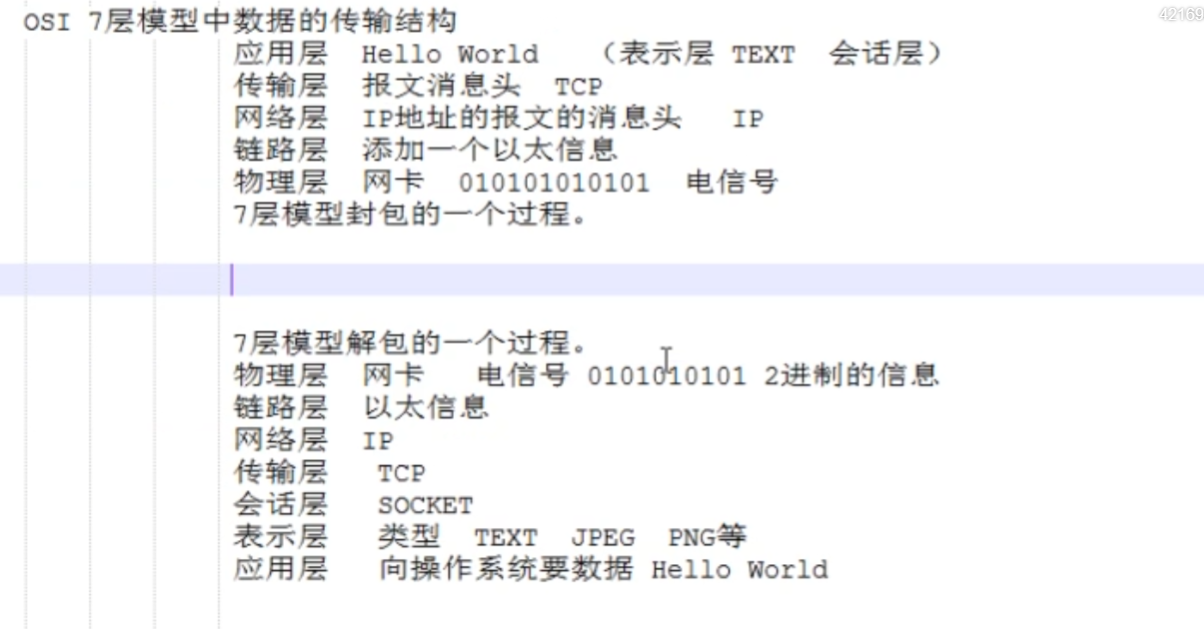 OSI 7层模型中数据的传输结构
42169
应用层 Hello World （表示层 TEXT 会话层）
传输层 报文消息头 TCP
网络层 IP地址的报文的消息头 IP
链路层 添加一个以太信息
物理层 网卡 010101010101 电信号
7层模型封包的一个过程。
7层模型解包的一个过程。
物理层 网卡 电信号 0101010101 2进制的信息
链路层 以太信息
网络层 IP
传输层 TCP
会话层 SOCKET
表示层 类型 TEXT JPEG PNG等
应用层 向操作系统要数据 Hello World